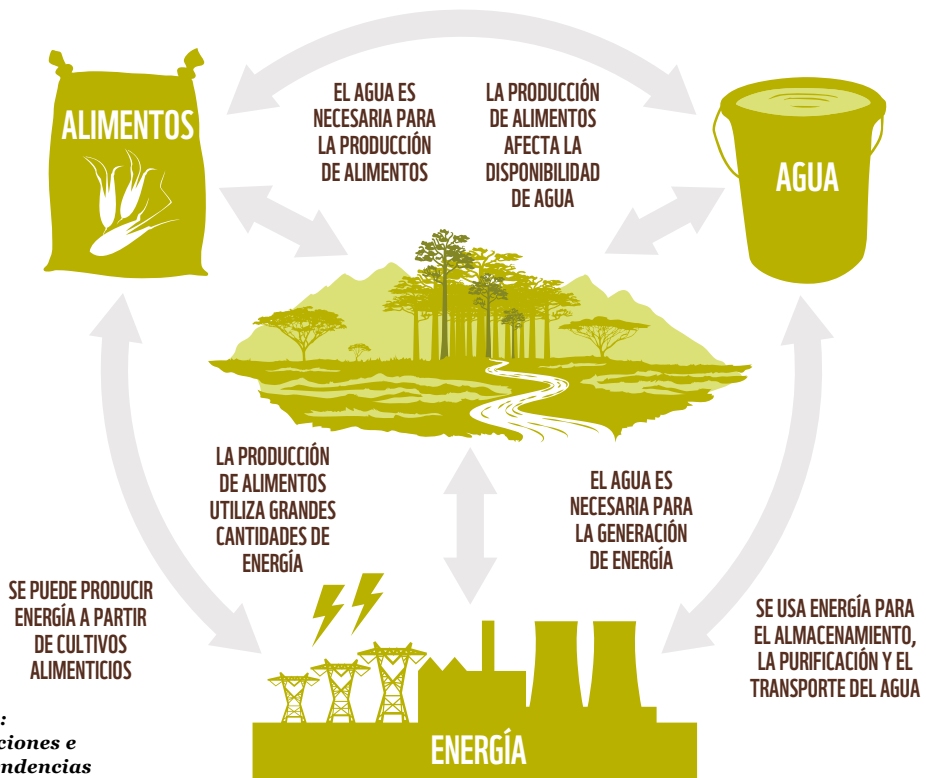 ALIMENTOS
EL AGUA ES
NECESARIA PARA
LA PRODUCCIÓN
DE ALIMENTOS
LA PRODUCCIÓN
DE ALIMENTOS
AFECTA LA
DISPONIBILIDAD
DE AGUA
AGUA
LA PRODUCCIÓN
DE ALIMENTOS
UTILIZA GRANDES
CANTIDADES DE
ENERGÍA
EL AGUA ES
NECESARIA PARA
LA GENERACIÓN
DE ENERGÍA
SE PUEDE PRODUCIR
ENERGÍA A PARTIR
DE CULTIVOS
ALIMENTICIOS
SE USA ENERGÍA PARA
EL ALMACENAMIENTO,
LA PURIFICACIÓN Y EL
TRANSPORTE DEL AGUA
ENERGÍA
:
ciones e
ndencias